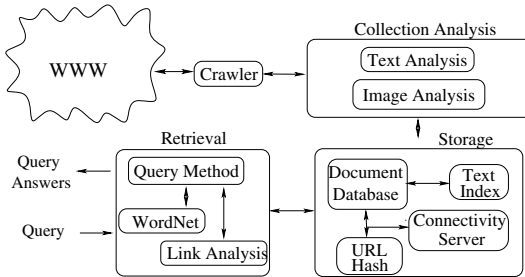 Collection Analysis
WWW
Crawler
Text Analysis
Image Analysis
Retrieval
Storage
Query
Answers
Query
Query Method
WordNet
Link Analysis
Document
Database
Text
Index
Connectivity
Server
URL
Hash